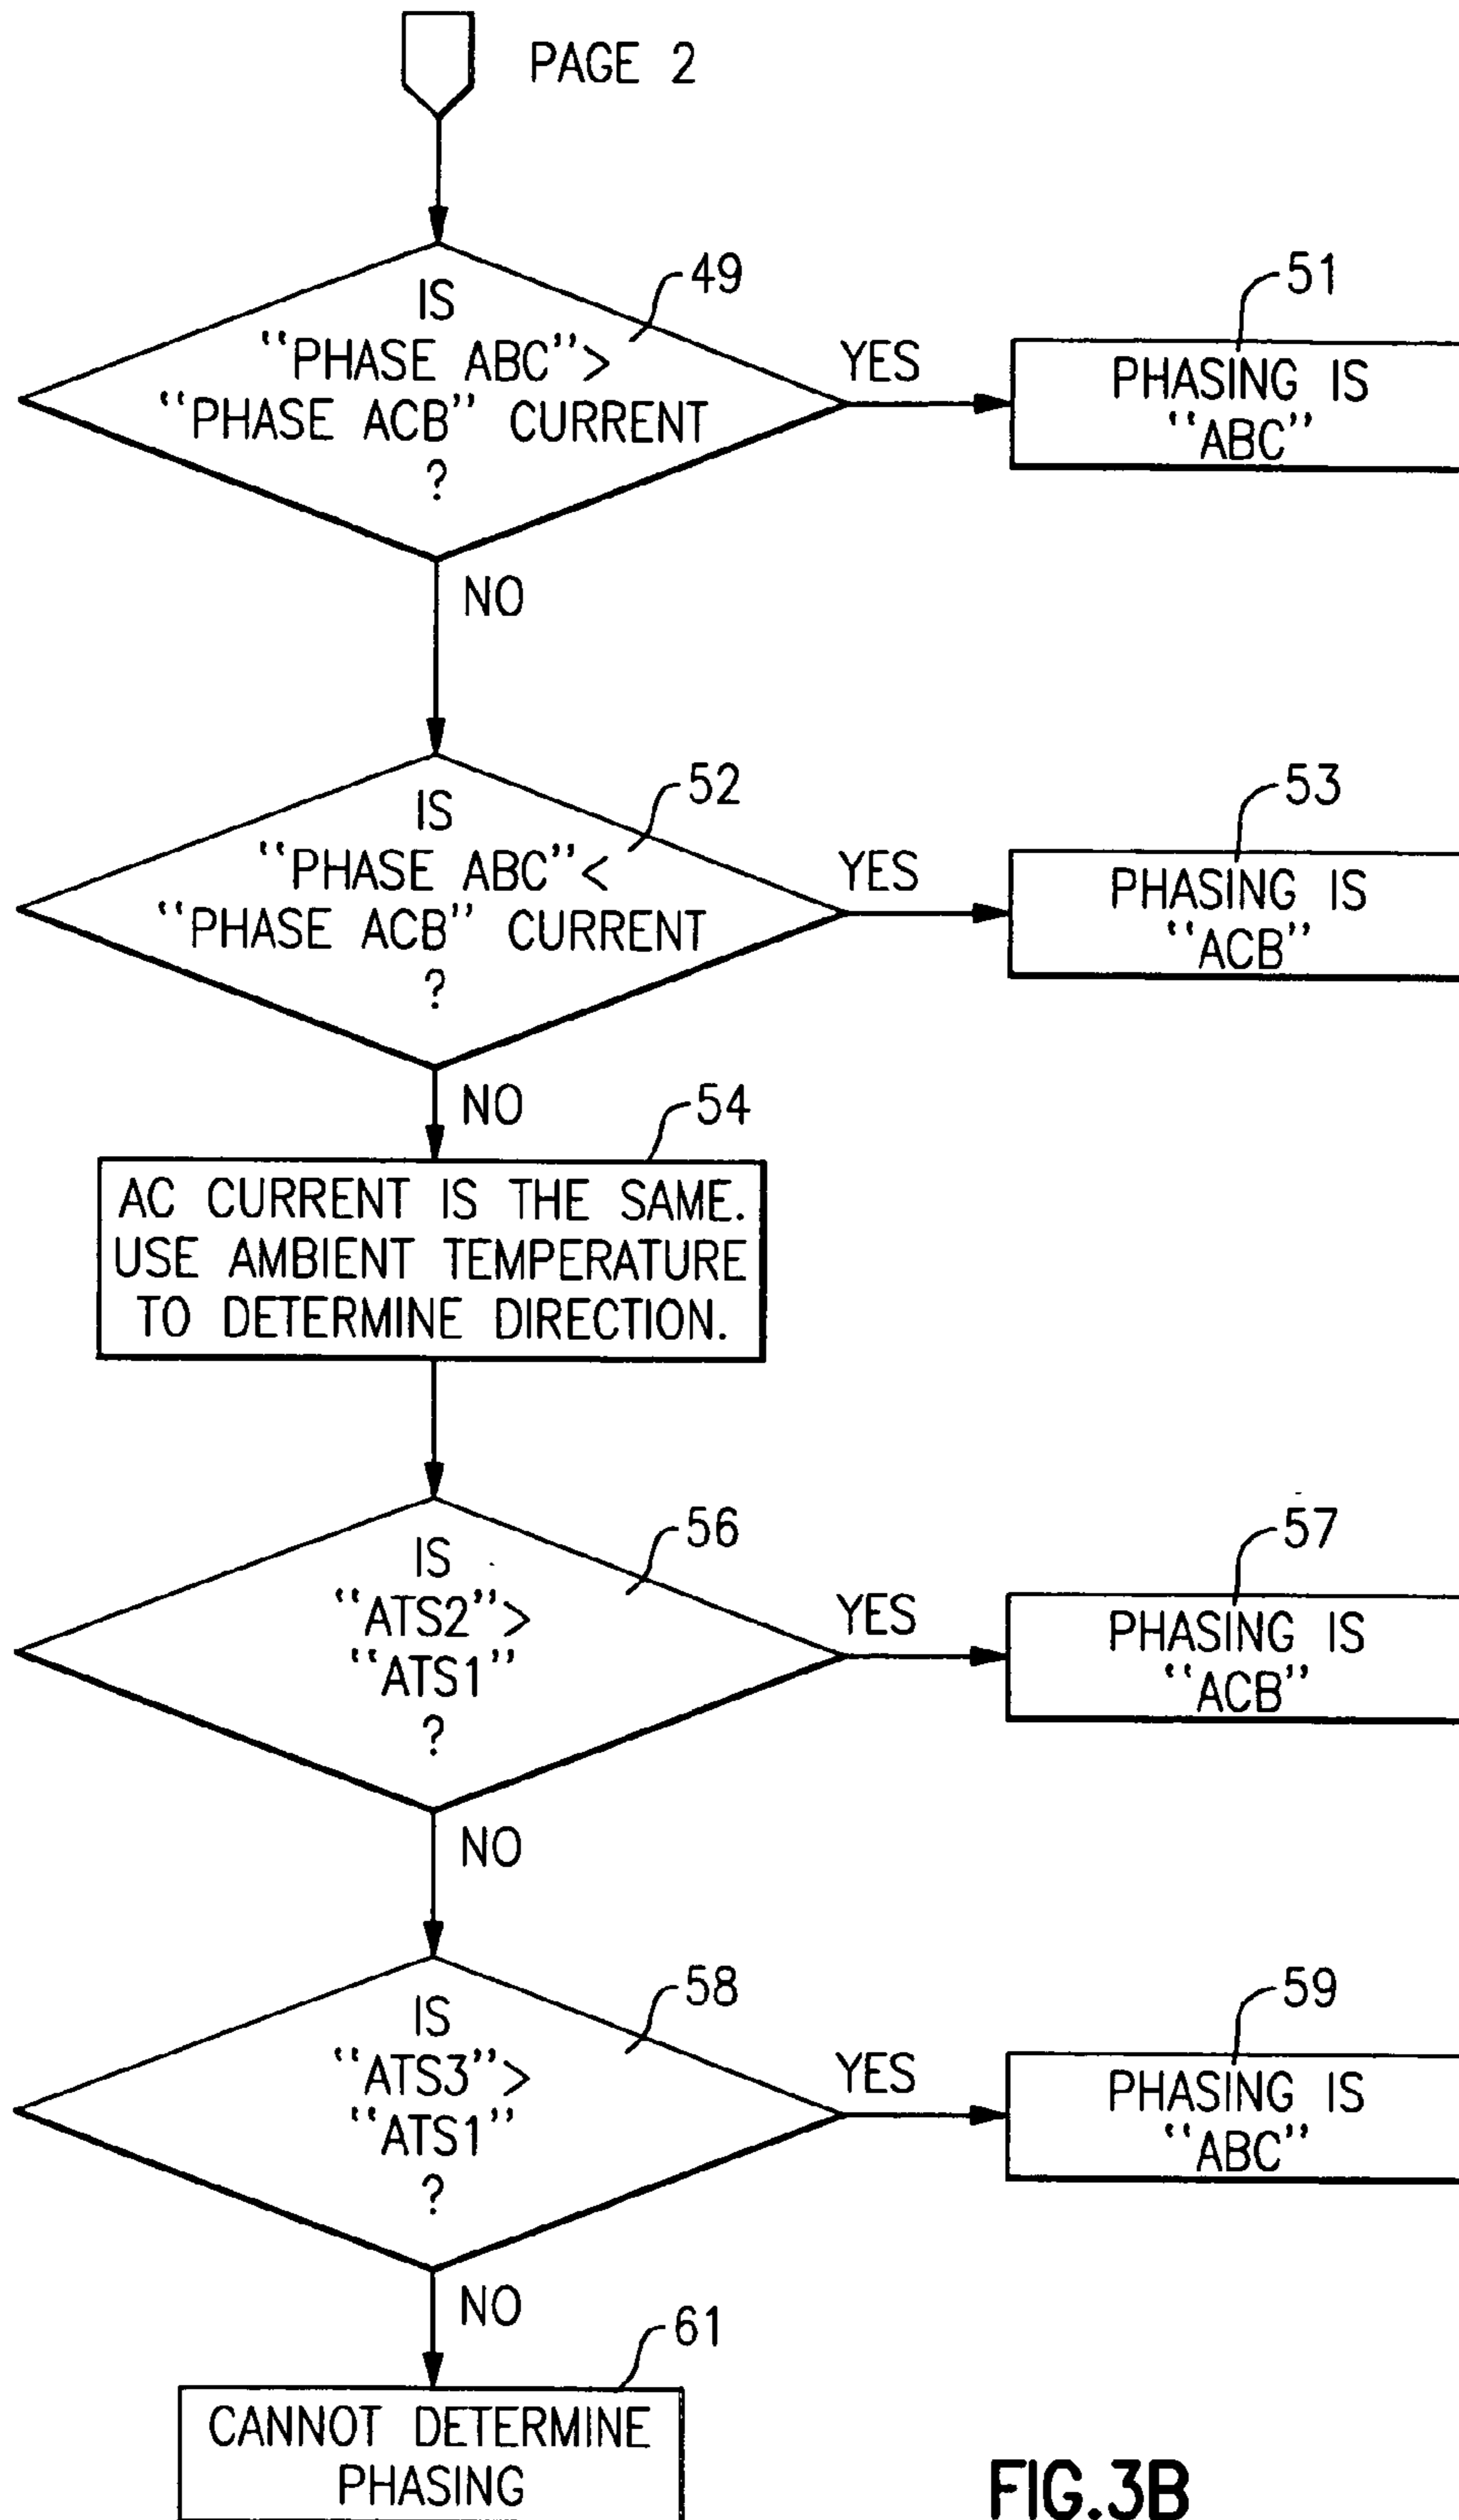 PAGE 2
49
IS
“PHASE ABC”>
“PHASE ACB” CURRENT
?
YES
51
PHASING IS
“ABC”
NO
52
IS
“PHASE ABC”<
“PHASE ACB” CURRENT
?
YES
53
PHASING IS
“ACB”
NO
54
AC CURRENT IS THE SAME.
USE AMBIENT TEMPERATURE
TO DETERMINE DIRECTION.
56
IS
“ATS2”>
“ATS1”
?
YES
57
PHASING IS
“ACB”
NO
58
IS
“ATS3”>
“ATS1”
?
YES
59
PHASING IS
“ABC”
NO
61
CANNOT DETERMINE
PHASING
FIG.3B